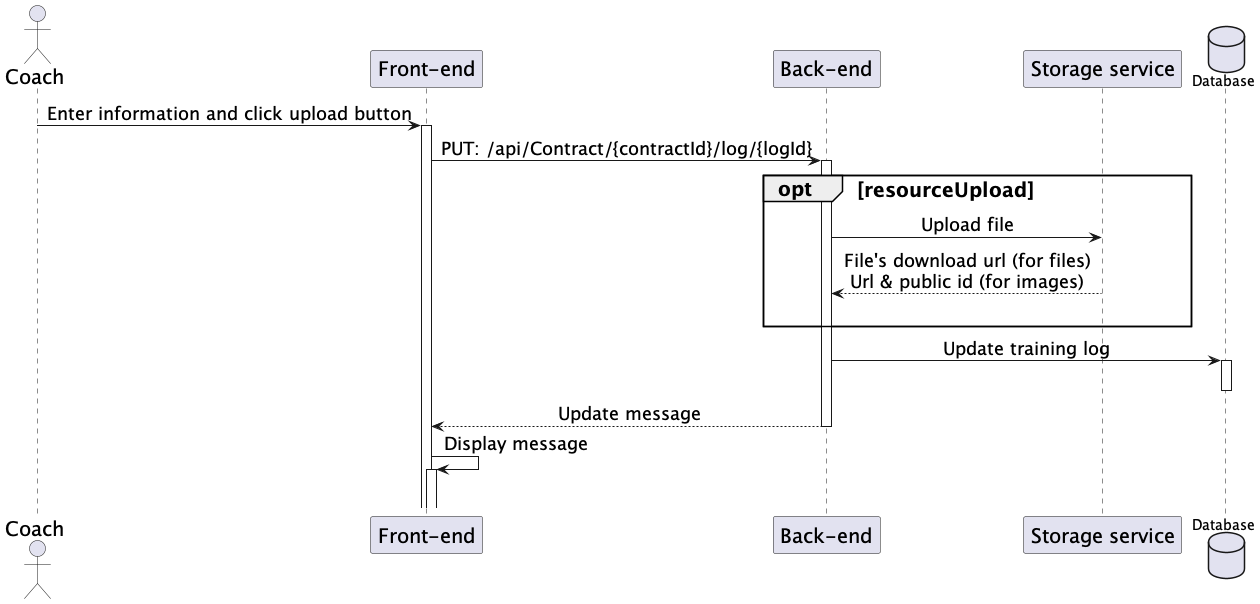 Coach
Front-end
Back-end
Storage service
Database
Enter information and click upload button
PUT: /api/Contract/{contractId}/log/{logId}
opt
[resourceUpload]
Upload file
File's download url (for files)
Url & public id (for images)
Update training log
Update message
Display message
Coach
Front-end
Back-end
Storage service
Database